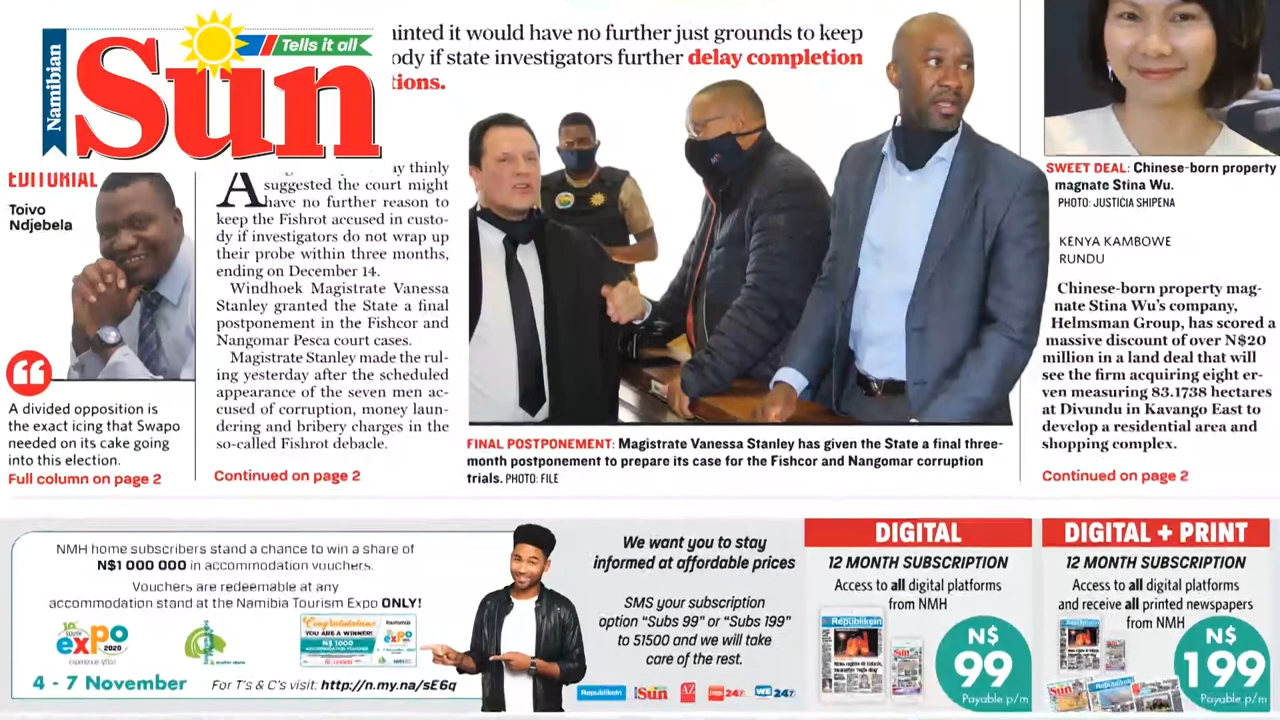 Namibian
Sun
Tells it all
ainted it would have no further just grounds to keep
ody if state investigators further delay completion
tions.
EDITORIAL
Toivo
Ndjebela
A divided opposition is
the exact icing that Swapo
needed on its cake going
into this election.
Full column on page 2
A
ay thinly
suggested the court might
have no further reason to
keep the Fishrot accused in custo-
dy if investigators do not wrap up
their probe within three months,
ending on December 14.
Windhoek Magistrate Vanessa
Stanley granted the State a final
postponement in the Fishcor and
Nangomar Pesca court cases.
Magistrate Stanley made the rul-
ing yesterday after the scheduled
appearance of the seven men ac-
cused of corruption, money laun-
dering and bribery charges in the
so-called Fishrot debacle.
Continued on page 2
FINAL POSTPONEMENT: Magistrate Vanessa Stanley has given the State a final three-
month postponement to prepare its case for the Fishcor and Nangomar corruption
trials. PHOTO: FILE
SWEET DEAL: Chinese-born property
magnate Stina Wu.
PHOTO: JUSTICIA SHIPENA
KENYA KAMBOWE
RUNDU
Chinese-born property mag-
nate Stina Wu's company,
Helmsman Group, has scored a
massive discount of over N$20
million in a land deal that will
see the firm acquiring eight er-
ven measuring 83.1738 hectares
at Divundu in Kavango East to
develop a residential area and
shopping complex.
Continued on page 2
NMH home subscribers stand a chance to win a share of
N$1 000 000 in accommodation vouchers.
Vouchers are redeemable at any
accommodation stand at the Namibia Tourism Expo ONLY!
expo
2020
Congratulations
YOU ARE A WINNER!
N$ 1000
4 - 7 November
For T's & C's visit: http://n.my.na/sE6q
We want you to stay
informed at affordable prices
SMS your subscription
option "Subs 99" or "Subs 199"
to 51500 and we will take
care of the rest.
Republikein
Sun
AZ
247
WE 247
DIGITAL
12 MONTH SUBSCRIPTION
Access to all digital platforms
from NMH
Republikein
N$
99
Payable p/m
DIGITAL + PRINT
12 MONTH SUBSCRIPTION
Access to all digital platforms
and receive all printed newspapers
from NMH
N$
199
Payable p/m